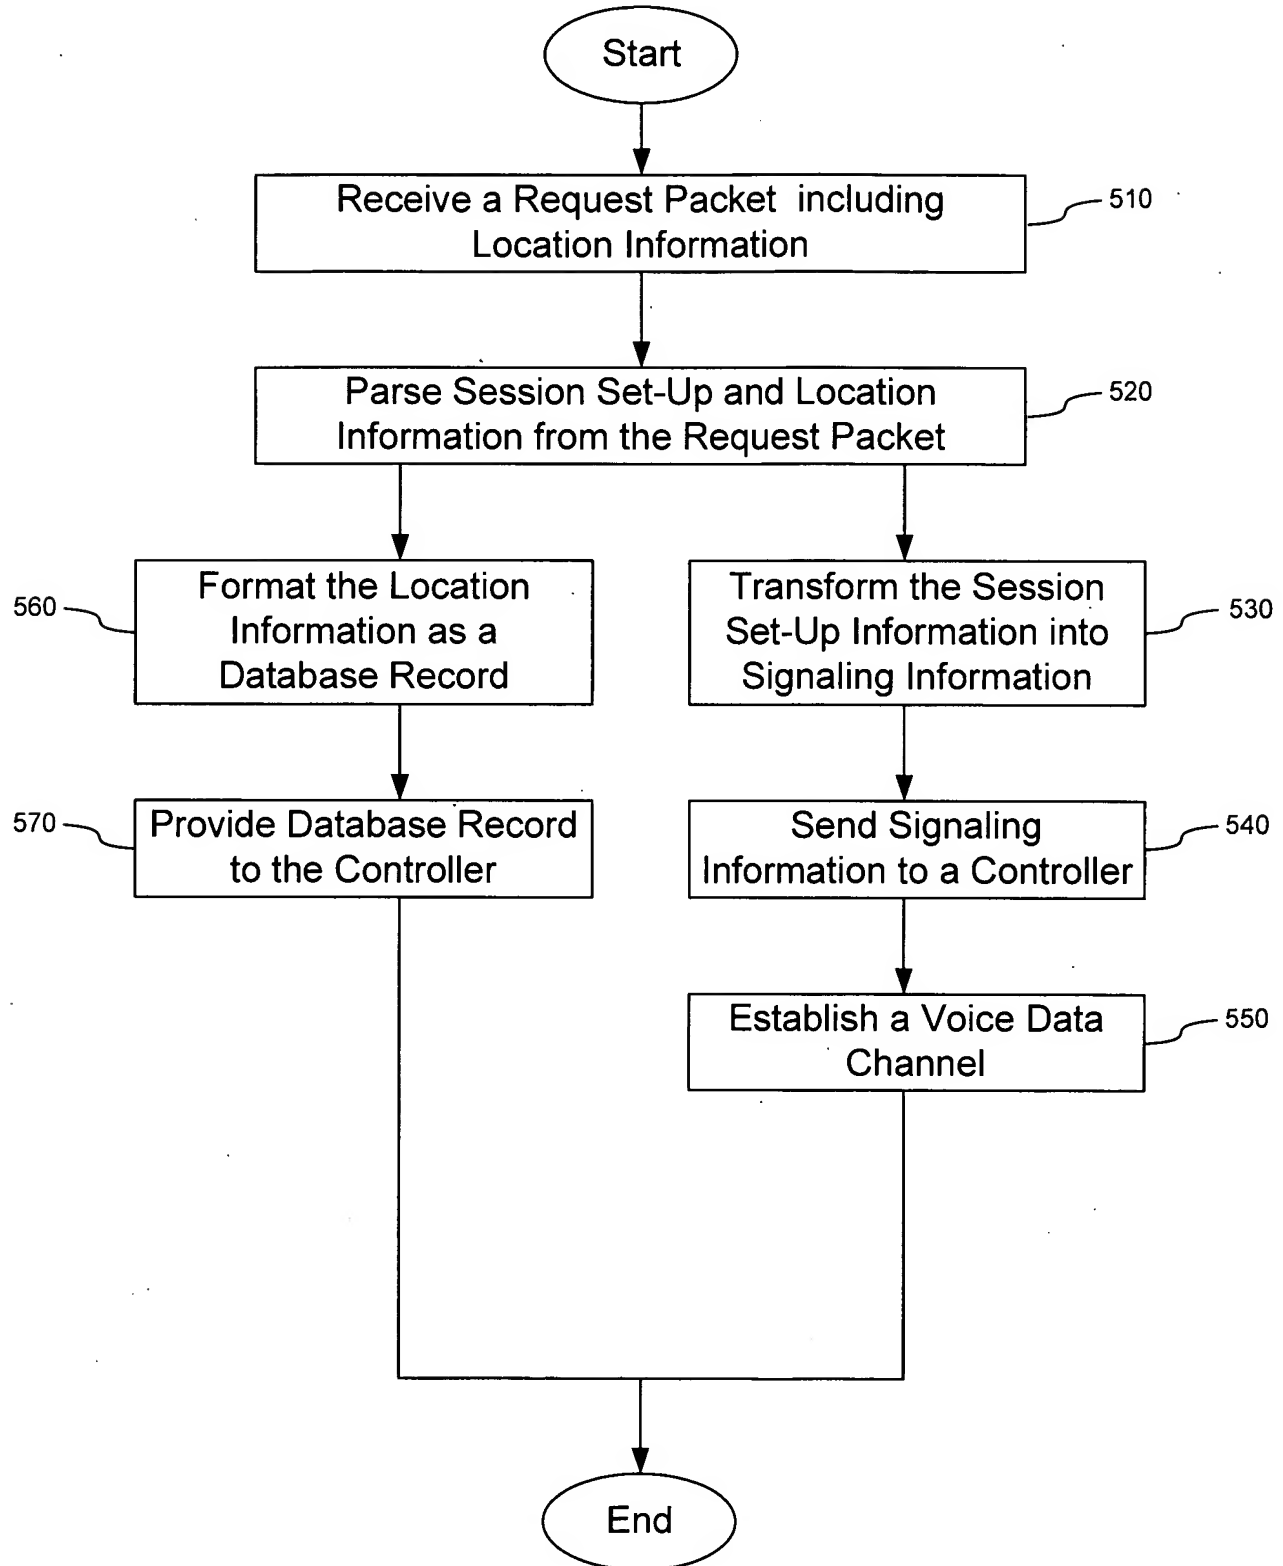 Start
Receive a Request Packet including
Location Information
510
Parse Session Set-Up and Location
Information from the Request Packet
520
560
Format the Location
Information as a
Database Record
Transform the Session
Set-Up Information into
Signaling Information
530
570
Provide Database Record
to the Controller
Send Signaling
Information to a Controller
540
Establish a Voice Data
Channel
550
End